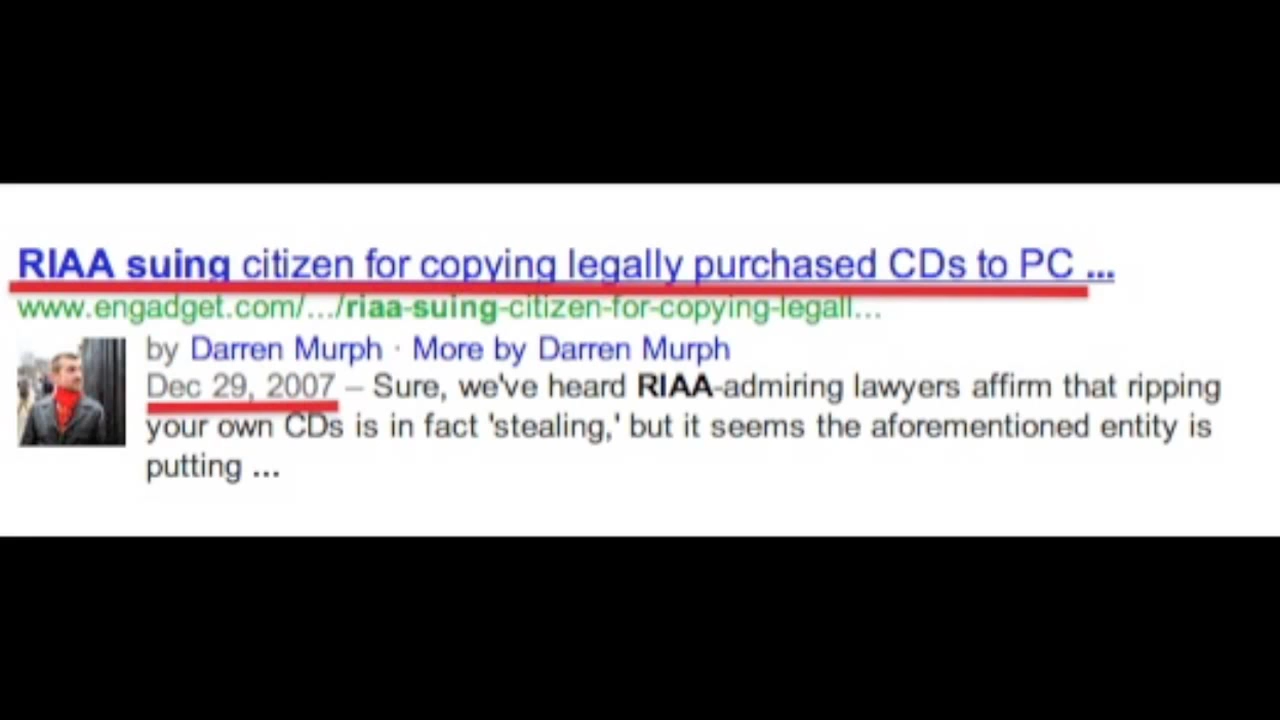 RIAA suing citizen for copying legally purchased CDs to PC ...
www.engadget.com/.../riaa-suing-citizen-for-copying-legall...
by Darren Murph · More by Darren Murph
Dec 29, 2007 – Sure, we've heard RIAA-admiring lawyers affirm that ripping
your own CDs is in fact 'stealing,' but it seems the aforementioned entity is
putting ...